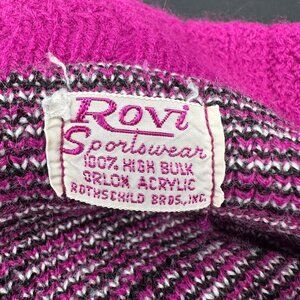 Rovi
Sportswear
100% HIGH BULK
ORLON ACRYLIC
ROTHSCHILD BROS., INC.